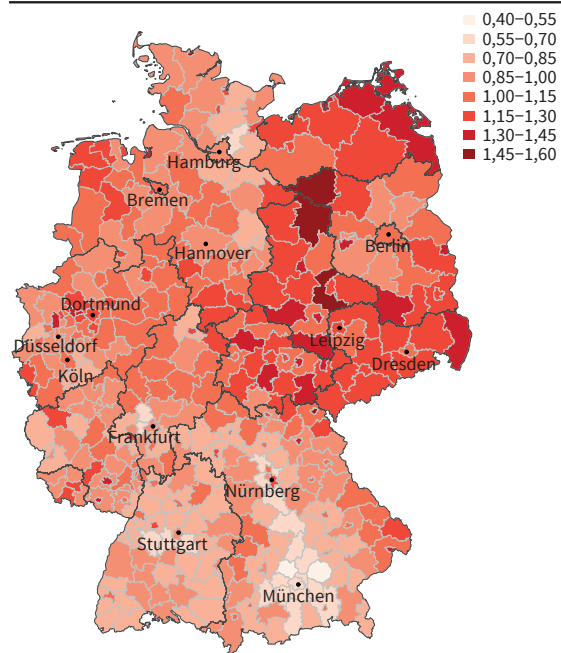 0,40–0,55
0,55–0,70
0,70–0,85
0,85–1,00
1,00–1,15
1,15–1,30
1,30–1,45
1,45–1,60
Hamburg
Bremen
Berlin
Hannover
Dortmund
Leipzig
Düsseldorf
Dresden
Köln
Frankfurt
Nürnberg
Stuttgart
München